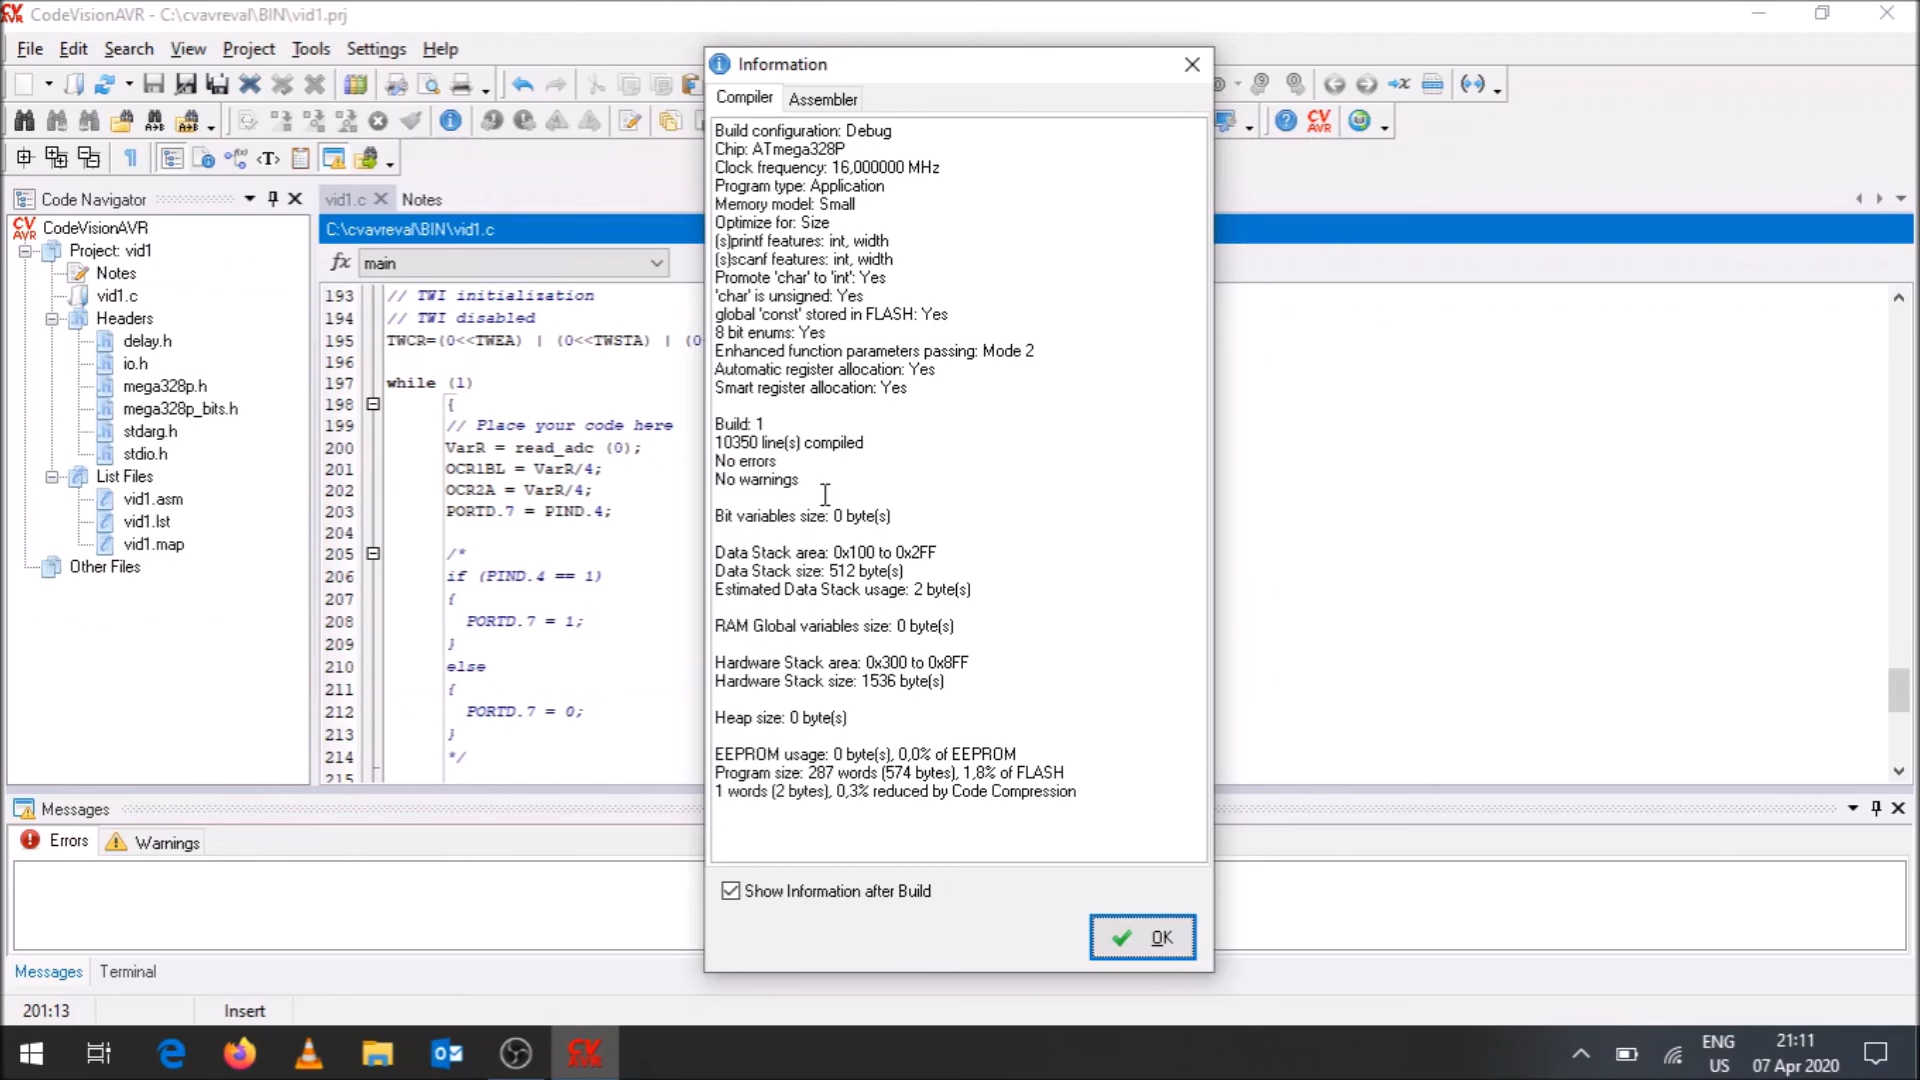 CodeVisionAVR - C:\cvavreval\BIN\vid1.prj
File Edit Search View Project Tools Settings Help
Code Navigator
CodeVisionAVR
Project: vid1
Notes
vid1.c
Headers
delay.h
io.h
mega328p.h
mega328p_bits.h
stdarg.h
stdio.h
List Files
vid1.asm
vid1.lst
vid1.map
Other Files
vid1.c Notes
C:\cvavreval\BIN\vid1.c
fx main
193 // TWI initialization
194 // TWI disabled
195 TWCR=(0<<TWEA) | (0<<TWSTA) | (0
196
197 while (1)
198 {
199 // Place your code here
200 VarR = read_adc (0);
201 OCR1BL = VarR/4;
202 OCR2A = VarR/4;
203 PORTD.7 = PIND.4;
204
205 /*
206 if (PIND.4 == 1)
207 {
208 PORTD.7 = 1;
209 }
210 else
211 {
212 PORTD.7 = 0;
213 }
214 */
215
Information
Compiler Assembler
Build configuration: Debug
Chip: ATmega328P
Clock frequency: 16,000000 MHz
Program type: Application
Memory model: Small
Optimize for: Size
(s)printf features: int, width
(s)scanf features: int, width
Promote 'char' to 'int': Yes
'char' is unsigned: Yes
global 'const' stored in FLASH: Yes
8 bit enums: Yes
Enhanced function parameters passing: Mode 2
Automatic register allocation: Yes
Smart register allocation: Yes
Build: 1
10350 line(s) compiled
No errors
No warnings
Bit variables size: 0 byte(s)
Data Stack area: 0x100 to 0x2FF
Data Stack size: 512 byte(s)
Estimated Data Stack usage: 2 byte(s)
RAM Global variables size: 0 byte(s)
Hardware Stack area: 0x300 to 0x8FF
Hardware Stack size: 1536 byte(s)
Heap size: 0 byte(s)
EEPROM usage: 0 byte(s), 0,0% of EEPROM
Program size: 287 words (574 bytes), 1,8% of FLASH
1 words (2 bytes), 0,3% reduced by Code Compression
Show Information after Build
OK
Messages
Errors Warnings
Messages Terminal
201:13 Insert
ENG
US
21:11
07 Apr 2020